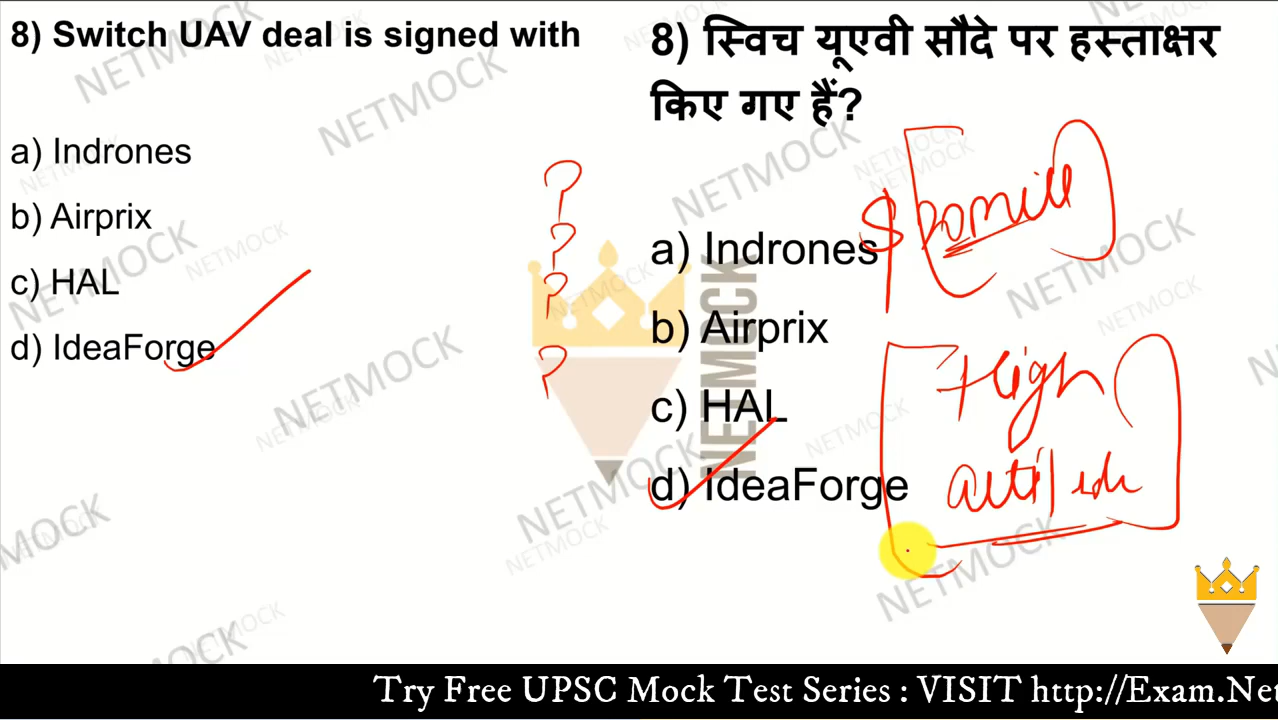 8) Switch UAV deal is signed with
a) Indrones
b) Airprix
c) HAL
d) IdeaForge
8) स्विच यूएवी सौदे पर हस्ताक्षर
किए गए हैं?
a) Indrones
b) Airprix
c) HAL
d) IdeaForge
$
High
? ? ? ?
NETMOCK
Try Free UPSC Mock Test Series : VISIT http://Exam.Net